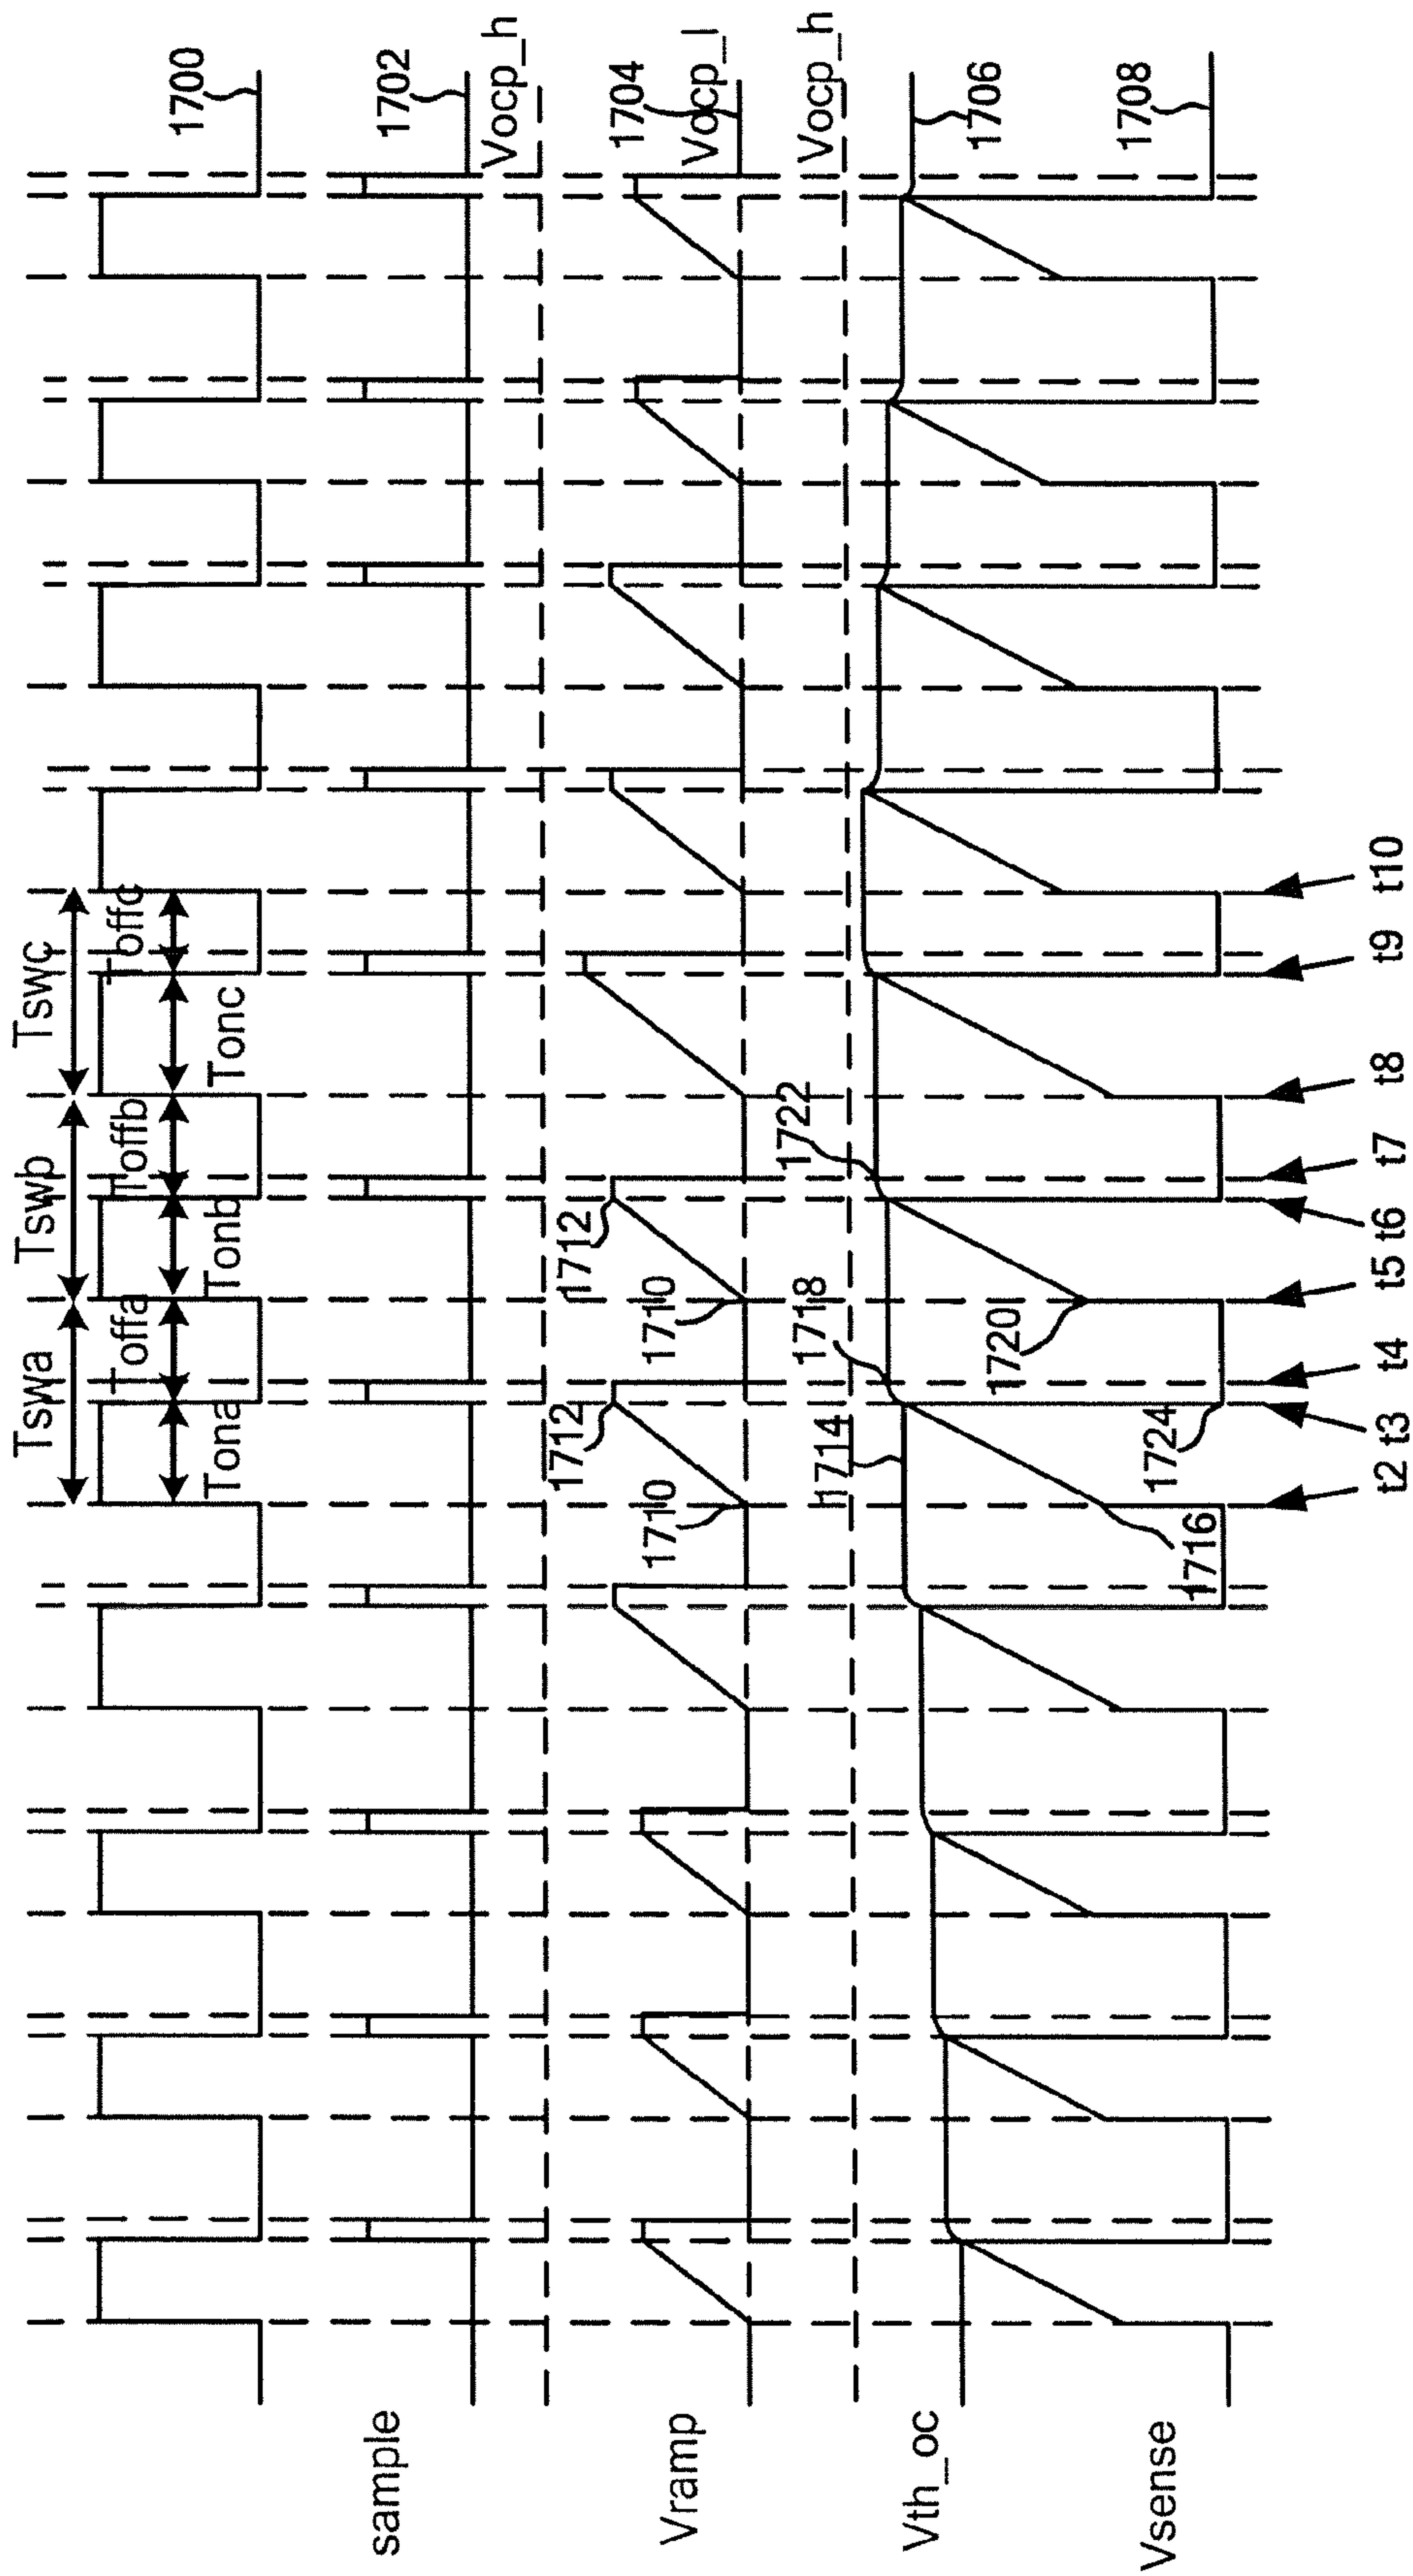 Tswa Tswb Tswc
Tona Toffa Tonb Toffb Tonc Toffc
1700
sample
1702
Vocp_h
1712 1712
1710 1710
Vramp
1704
Vocp_l
Vocp_h
1714 1718 1722
Vth_oc
1706
1716 1720
1724
Vsense
1708
t2 t3 t4 t5 t6 t7 t8 t9 t10